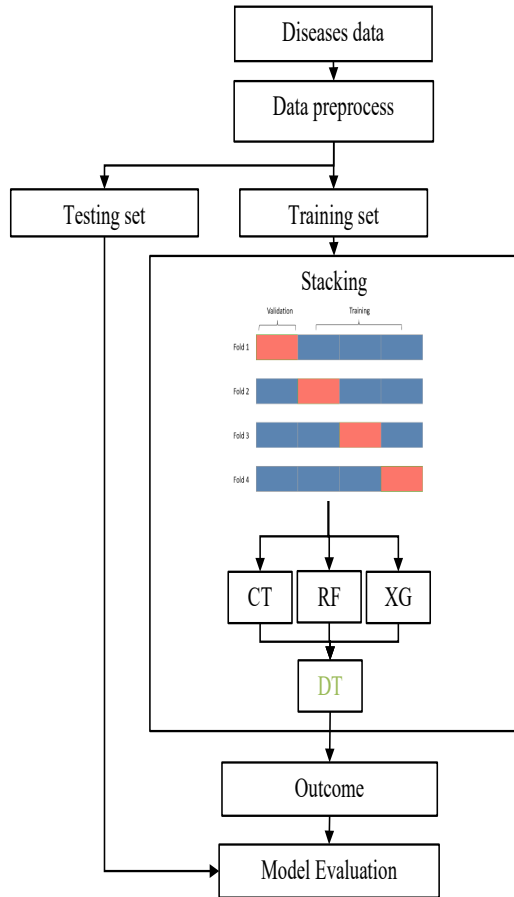 Diseases data
Data preprocess
Testing set
Training set
Stacking
Validation
Training
Fold 1
Fold 2
Fold 3
Fold 4
CT
RF
XG
DT
Outcome
Model Evaluation